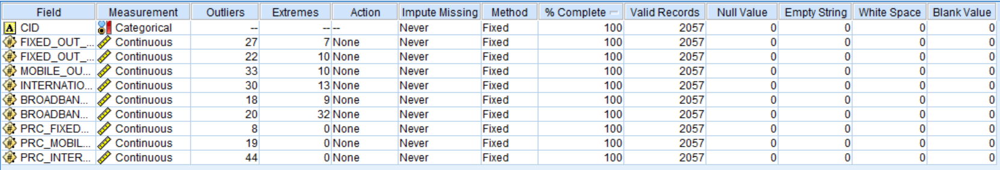 Field Measurement Outliers Extremes Action Impute Missing Method % Complete Valid Records Null Value Empty String White Space Blank Value
A CID Categorical -- -- -- Never Fixed 100 2057 0 0 0 0
# FIXED_OUT_... Continuous 27 7 None Never Fixed 100 2057 0 0 0 0
# FIXED_OUT_... Continuous 22 10 None Never Fixed 100 2057 0 0 0 0
# MOBILE_OU... Continuous 33 10 None Never Fixed 100 2057 0 0 0 0
# INTERNATIO... Continuous 30 13 None Never Fixed 100 2057 0 0 0 0
# BROADBAN... Continuous 18 9 None Never Fixed 100 2057 0 0 0 0
# BROADBAN... Continuous 20 32 None Never Fixed 100 2057 0 0 0 0
# PRC_FIXED... Continuous 8 0 None Never Fixed 100 2057 0 0 0 0
# PRC_MOBIL... Continuous 19 0 None Never Fixed 100 2057 0 0 0 0
# PRC_INTER... Continuous 44 0 None Never Fixed 100 2057 0 0 0 0